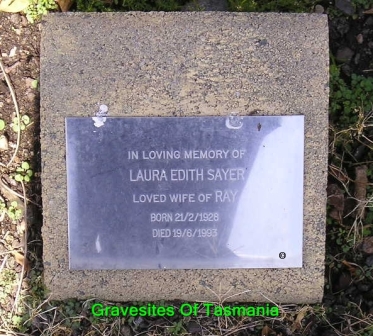 IN LOVING MEMORY OF
LAURA EDITH SAYER
LOVED WIFE OF RAY
BORN 21/2/1928
DIED 19/6/1993
Gravesites Of Tasmania